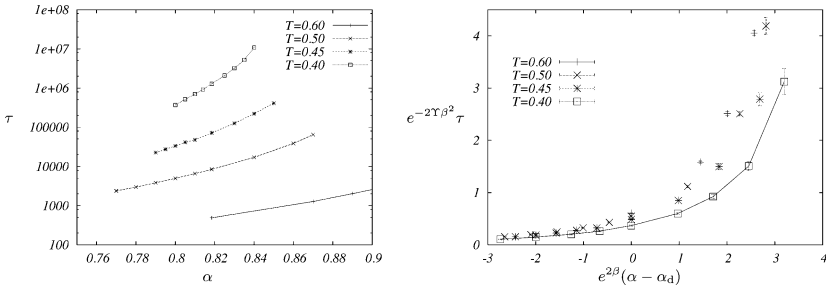 1e+08
1e+07
1e+06
100000
10000
1000
100
τ
0.76 0.78 0.8 0.82 0.84 0.86 0.88 0.9
α
T=0.60
T=0.50
T=0.45
T=0.40
4
3
2
1
0
e^{-2Υβ²}τ
-3 -2 -1 0 1 2 3 4
e^{2β}(α − α_d)
T=0.60
T=0.50
T=0.45
T=0.40